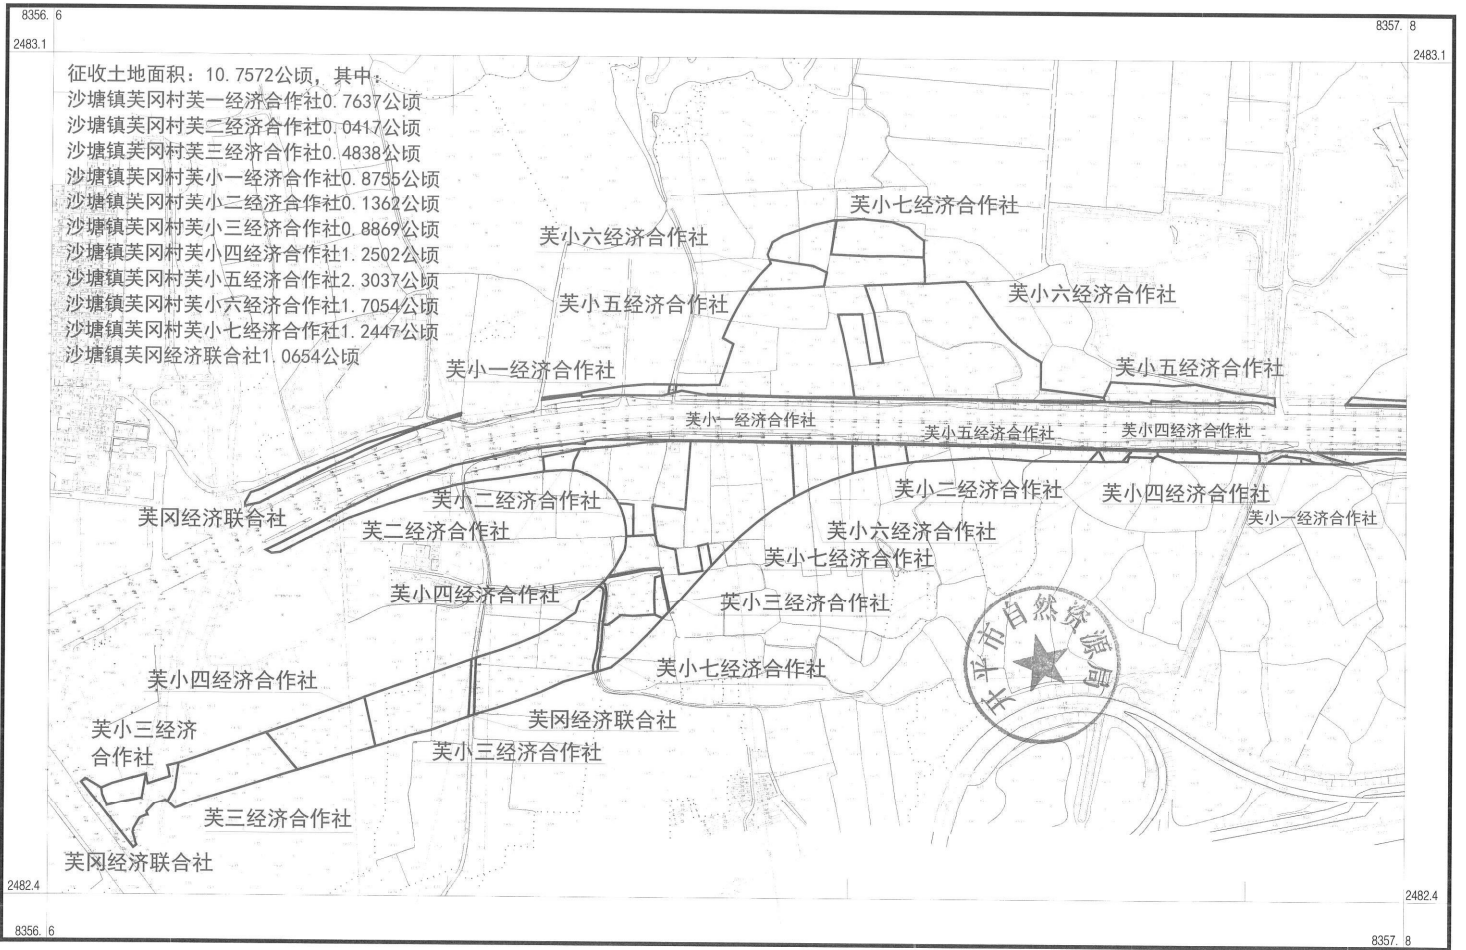 8356. 6
8357. 8
2483.1
2483.1
征收土地面积：10.7572公顷，其中：
沙塘镇芙冈村芙一经济合作社0.7637公顷
沙塘镇芙冈村芙二经济合作社0.0417公顷
沙塘镇芙冈村芙三经济合作社0.4838公顷
沙塘镇芙冈村芙小一经济合作社0.8755公顷
沙塘镇芙冈村芙小二经济合作社0.1362公顷
沙塘镇芙冈村芙小三经济合作社0.8869公顷
沙塘镇芙冈村芙小四经济合作社1.2502公顷
沙塘镇芙冈村芙小五经济合作社2.3037公顷
沙塘镇芙冈村芙小六经济合作社1.7054公顷
沙塘镇芙冈村芙小七经济合作社1.2447公顷
沙塘镇芙冈经济联合社1.0654公顷
芙小七经济合作社
芙小六经济合作社
芙小六经济合作社
芙小五经济合作社
芙小五经济合作社
芙小一经济合作社
芙小一经济合作社
芙小五经济合作社
芙小四经济合作社
芙小二经济合作社
芙小二经济合作社
芙小四经济合作社
芙冈经济联合社
芙小一经济合作社
芙二经济合作社
芙小六经济合作社
芙小七经济合作社
芙小四经济合作社
芙小三经济合作社
开平市自然资源局
芙小七经济合作社
芙小四经济合作社
芙冈经济联合社
芙小三经济
合作社
芙小三经济合作社
芙三经济合作社
芙冈经济联合社
2482.4
2482.4
8356. 6
8357. 8